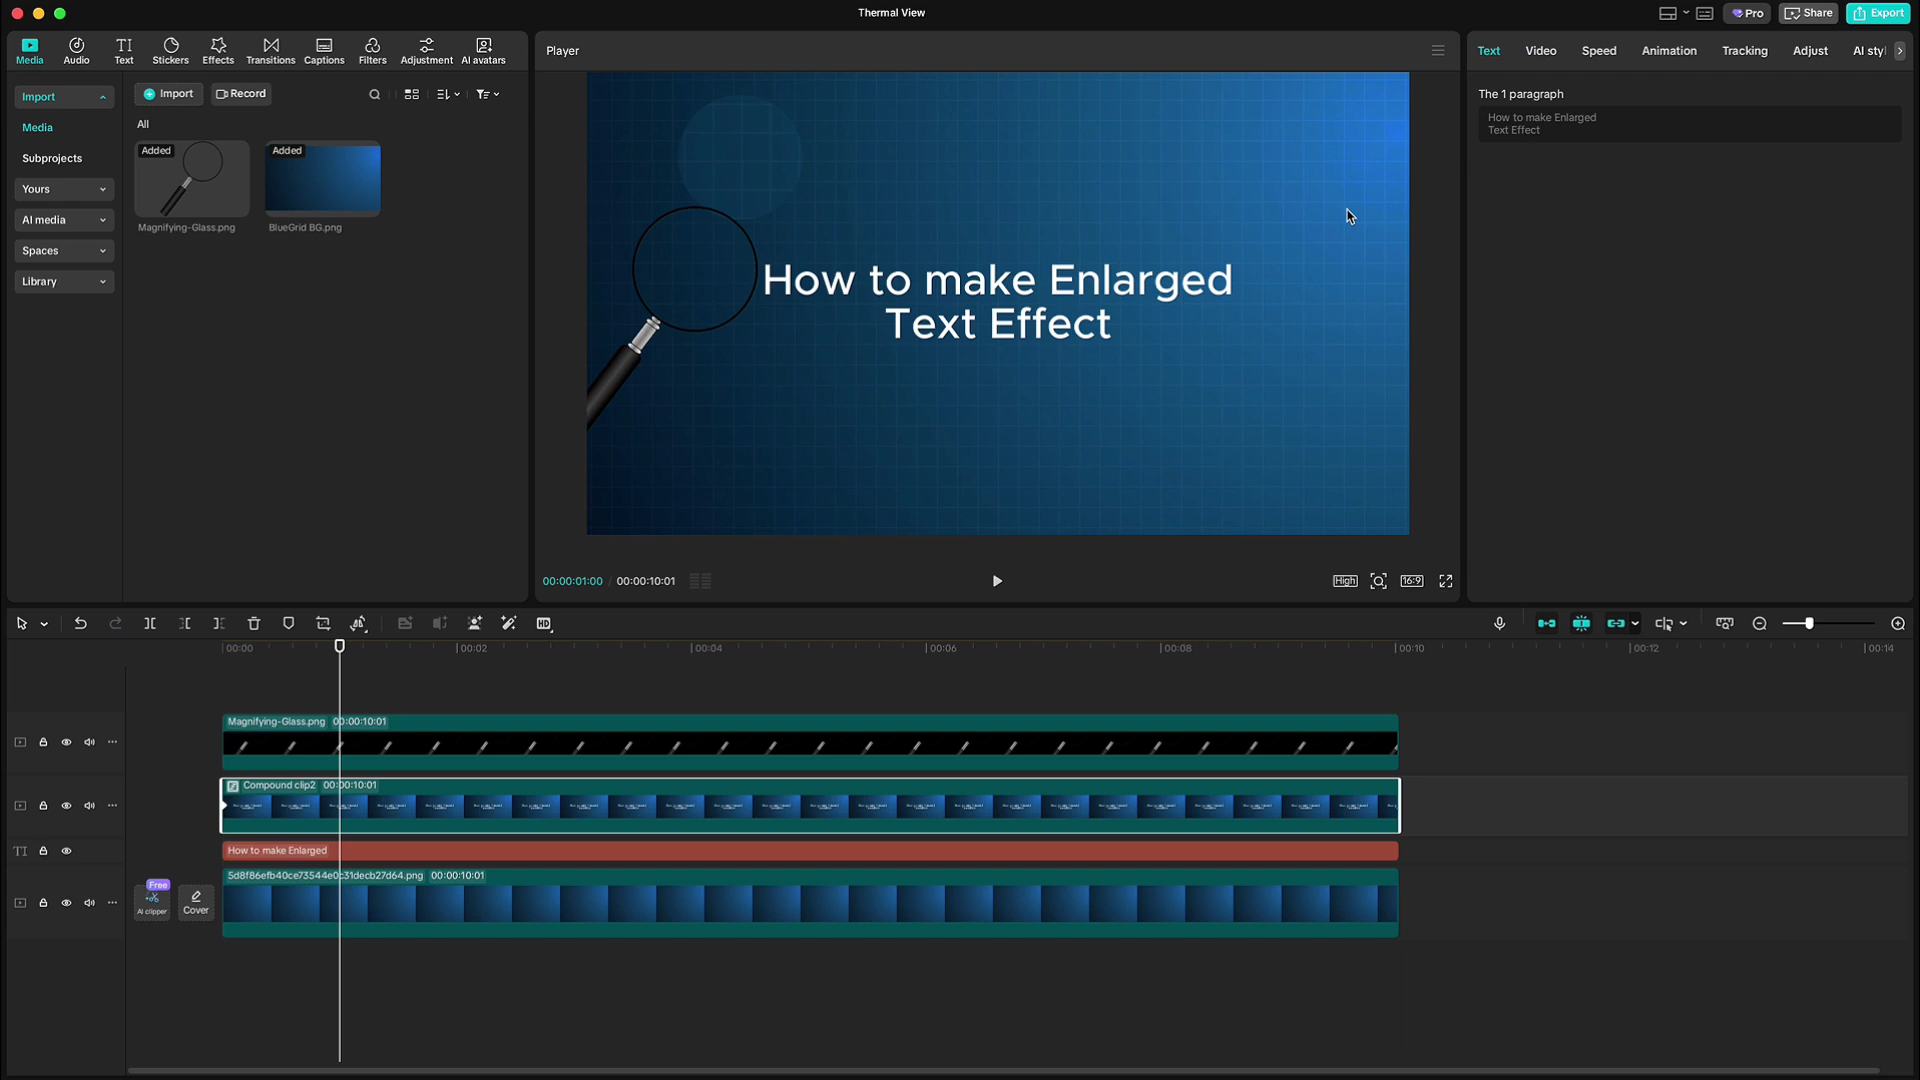 Thermal View
Pro
Share
Export
Media
Audio
Text
Stickers
Effects
Transitions
Captions
Filters
Adjustment
AI avatars
Import
Media
Subprojects
Yours
AI media
Spaces
Library
Import
Record
All
Added
Added
Magnifying-Glass.png
BlueGrid BG.png
Player
How to make Enlarged
Text Effect
00:00:01:00 / 00:00:10:01
High
16:9
Text
Video
Speed
Animation
Tracking
Adjust
AI styl
The 1 paragraph
How to make Enlarged
Text Effect
HD
00:00
00:02
00:04
00:06
00:08
00:10
00:12
00:14
Magnifying-Glass.png 00:00:10:01
Compound clip2 00:00:10:01
TI
How to make Enlarged
Free
AI clipper
Cover
00:00:10:01